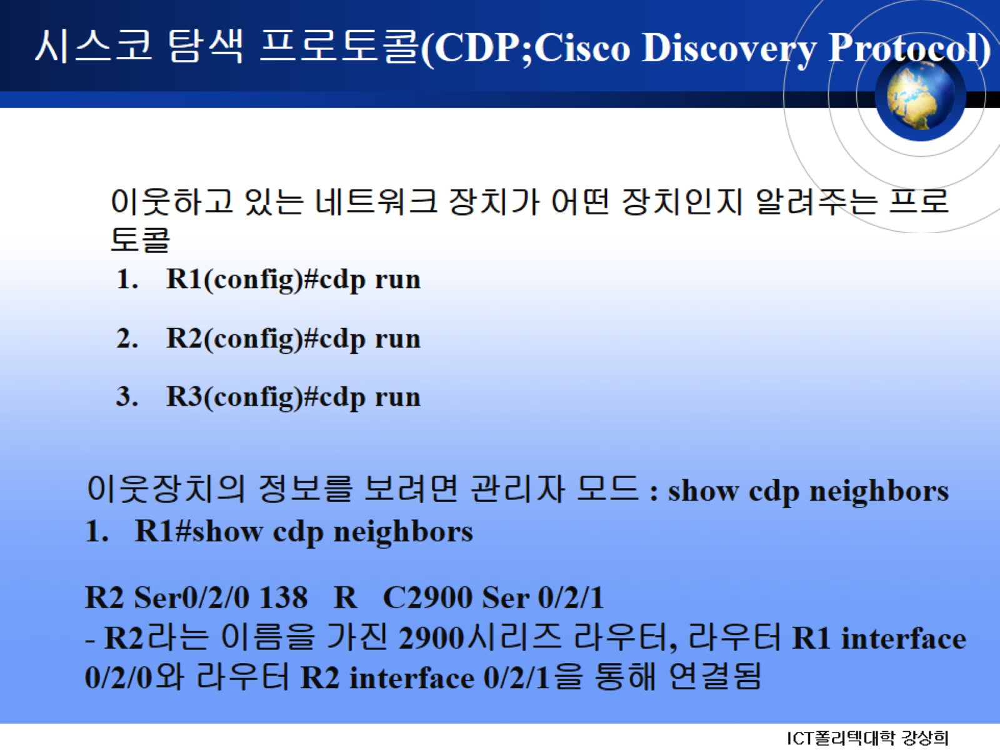 시스코 탐색 프로토콜(CDP;Cisco Discovery Protocol)
이웃하고 있는 네트워크 장치가 어떤 장치인지 알려주는 프로
토콜
1. R1(config)#cdp run
2. R2(config)#cdp run
3. R3(config)#cdp run
이웃장치의 정보를 보려면 관리자 모드 : show cdp neighbors
1. R1#show cdp neighbors
R2 Ser0/2/0 138 R C2900 Ser 0/2/1
- R2라는 이름을 가진 2900시리즈 라우터, 라우터 R1 interface
0/2/0와 라우터 R2 interface 0/2/1을 통해 연결됨
ICT폴리텍대학 강상희